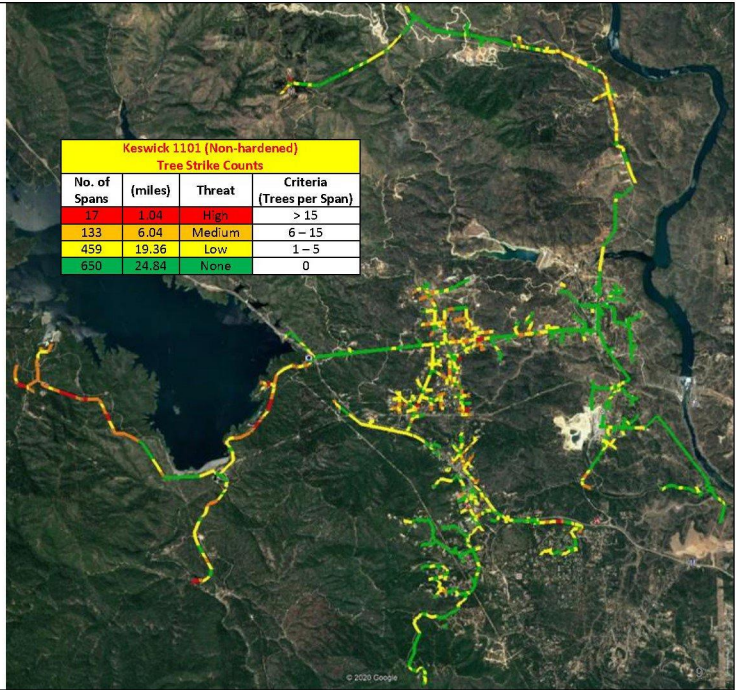 Keswick 1101 (Non-hardened)
Tree Strike Counts
No. of Spans (miles) Threat Criteria (Trees per Span)
17 1.04 High > 15
133 6.04 Medium 6 – 15
459 19.36 Low 1 – 5
650 24.84 None 0
9
© 2020 Google